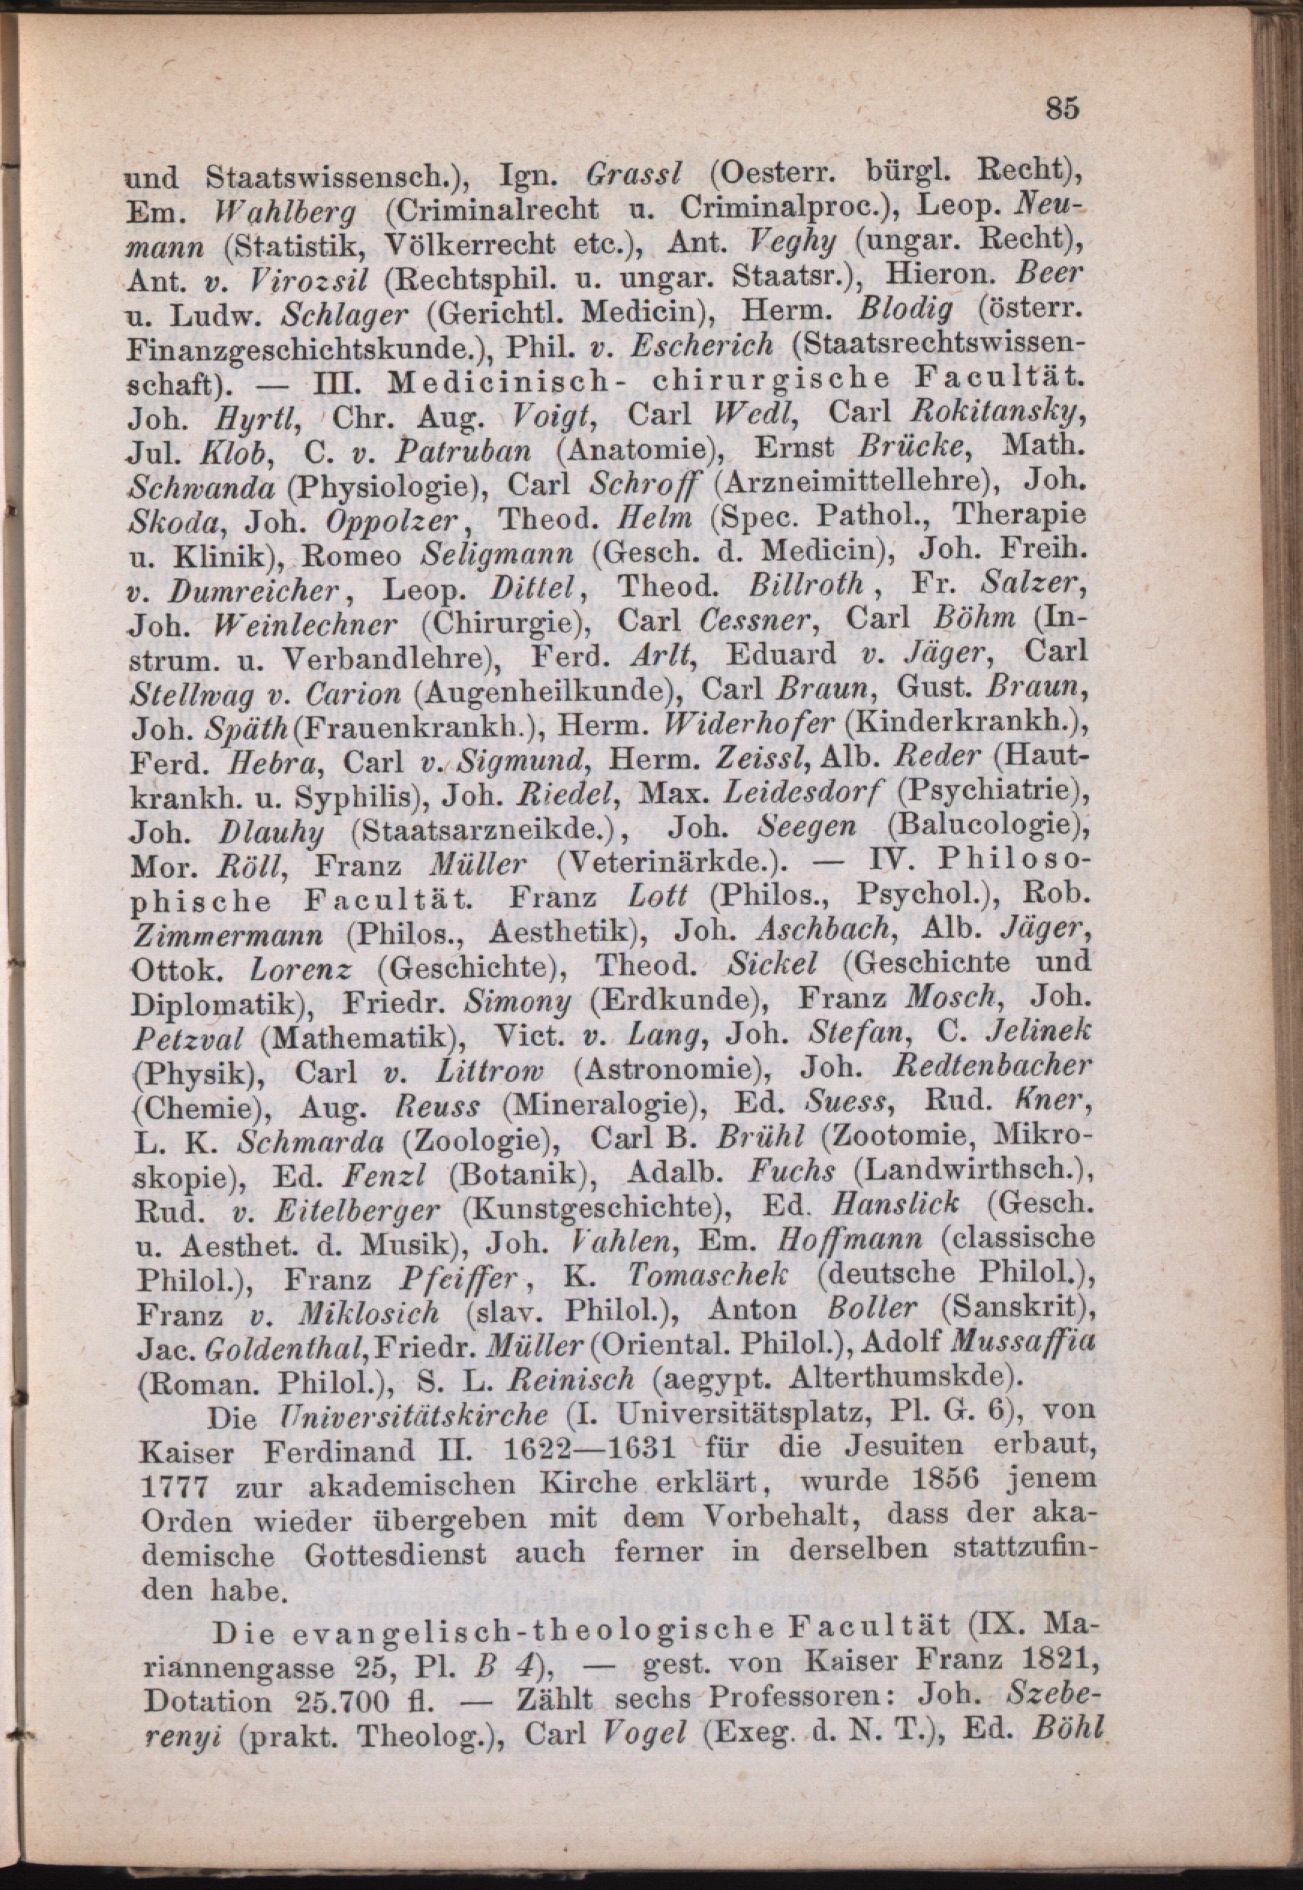 85
und Staatswissensch.), Ign. Grassl (Oesterr. bürgl. Recht),
Em. Wahlberg (Criminalrecht u. Criminalproc.), Leop. Neu-
mann (Statistik, Völkerrecht etc.), Ant. Veghy (ungar. Recht),
Ant. v. Virozsil (Rechtsphil. u. ungar. Staatsr.), Hieron. Beer
u. Ludw. Schlager (Gerichtl. Medicin), Herm. Blodig (österr.
Finanzgeschichtskunde.), Phil. v. Escherich (Staatsrechtswissen-
schaft). — III. Medicinisch- chirurgische Facultät.
Joh. Hyrtl, Chr. Aug. Voigt, Carl Wedl, Carl Rokitansky,
Jul. Klob, C. v. Patruban (Anatomie), Ernst Brücke, Math.
Schwanda (Physiologie), Carl Schroff (Arzneimittellehre), Joh.
Skoda, Joh. Oppolzer, Theod. Helm (Spec. Pathol., Therapie
u. Klinik), Romeo Seligmann (Gesch. d. Medicin), Joh. Freih.
v. Dumreicher, Leop. Dittel, Theod. Billroth, Fr. Salzer,
Joh. Weinlechner (Chirurgie), Carl Cessner, Carl Böhm (In-
strum. u. Verbandlehre), Ferd. Arlt, Eduard v. Jäger, Carl
Stellwag v. Carion (Augenheilkunde), Carl Braun, Gust. Braun,
Joh. Späth (Frauenkrankh.), Herm. Widerhofer (Kinderkrankh.),
Ferd. Hebra, Carl v. Sigmund, Herm. Zeissl, Alb. Reder (Haut-
krankh. u. Syphilis), Joh. Riedel, Max. Leidesdorf (Psychiatrie),
Joh. Dlauhy (Staatsarzneikde.), Joh. Seegen (Balucologie),
Mor. Röll, Franz Müller (Veterinärkde.). — IV. Philoso-
phische Facultät. Franz Lott (Philos., Psychol.), Rob.
Zimmermann (Philos., Aesthetik), Joh. Aschbach, Alb. Jäger,
Ottok. Lorenz (Geschichte), Theod. Sickel (Geschichte und
Diplomatik), Friedr. Simony (Erdkunde), Franz Mosch, Joh.
Petzval (Mathematik), Vict. v. Lang, Joh. Stefan, C. Jelinek
(Physik), Carl v. Littrow (Astronomie), Joh. Redtenbacher
(Chemie), Aug. Reuss (Mineralogie), Ed. Suess, Rud. Kner,
L. K. Schmarda (Zoologie), Carl B. Brühl (Zootomie, Mikro-
skopie), Ed. Fenzl (Botanik), Adalb. Fuchs (Landwirthsch.),
Rud. v. Eitelberger (Kunstgeschichte), Ed. Hanslick (Gesch.
u. Aesthet. d. Musik), Joh. Vahlen, Em. Hoffmann (classische
Philol.), Franz Pfeiffer, K. Tomaschek (deutsche Philol.),
Franz v. Miklosich (slav. Philol.), Anton Boller (Sanskrit),
Jac. Goldenthal, Friedr. Müller (Oriental. Philol.), Adolf Mussaffia
(Roman. Philol.), S. L. Reinisch (aegypt. Alterthumskde).
Die Universitätskirche (I. Universitätsplatz, Pl. G. 6), von
Kaiser Ferdinand II. 1622—1631 für die Jesuiten erbaut,
1777 zur akademischen Kirche erklärt, wurde 1856 jenem
Orden wieder übergeben mit dem Vorbehalt, dass der aka-
demische Gottesdienst auch ferner in derselben stattzufin-
den habe.
Die evangelisch-theologische Facultät (IX. Ma-
riannengasse 25, Pl. B 4), — gest. von Kaiser Franz 1821,
Dotation 25.700 fl. — Zählt sechs Professoren: Joh. Szebe-
renyi (prakt. Theolog.), Carl Vogel (Exeg. d. N. T.), Ed. Böhl